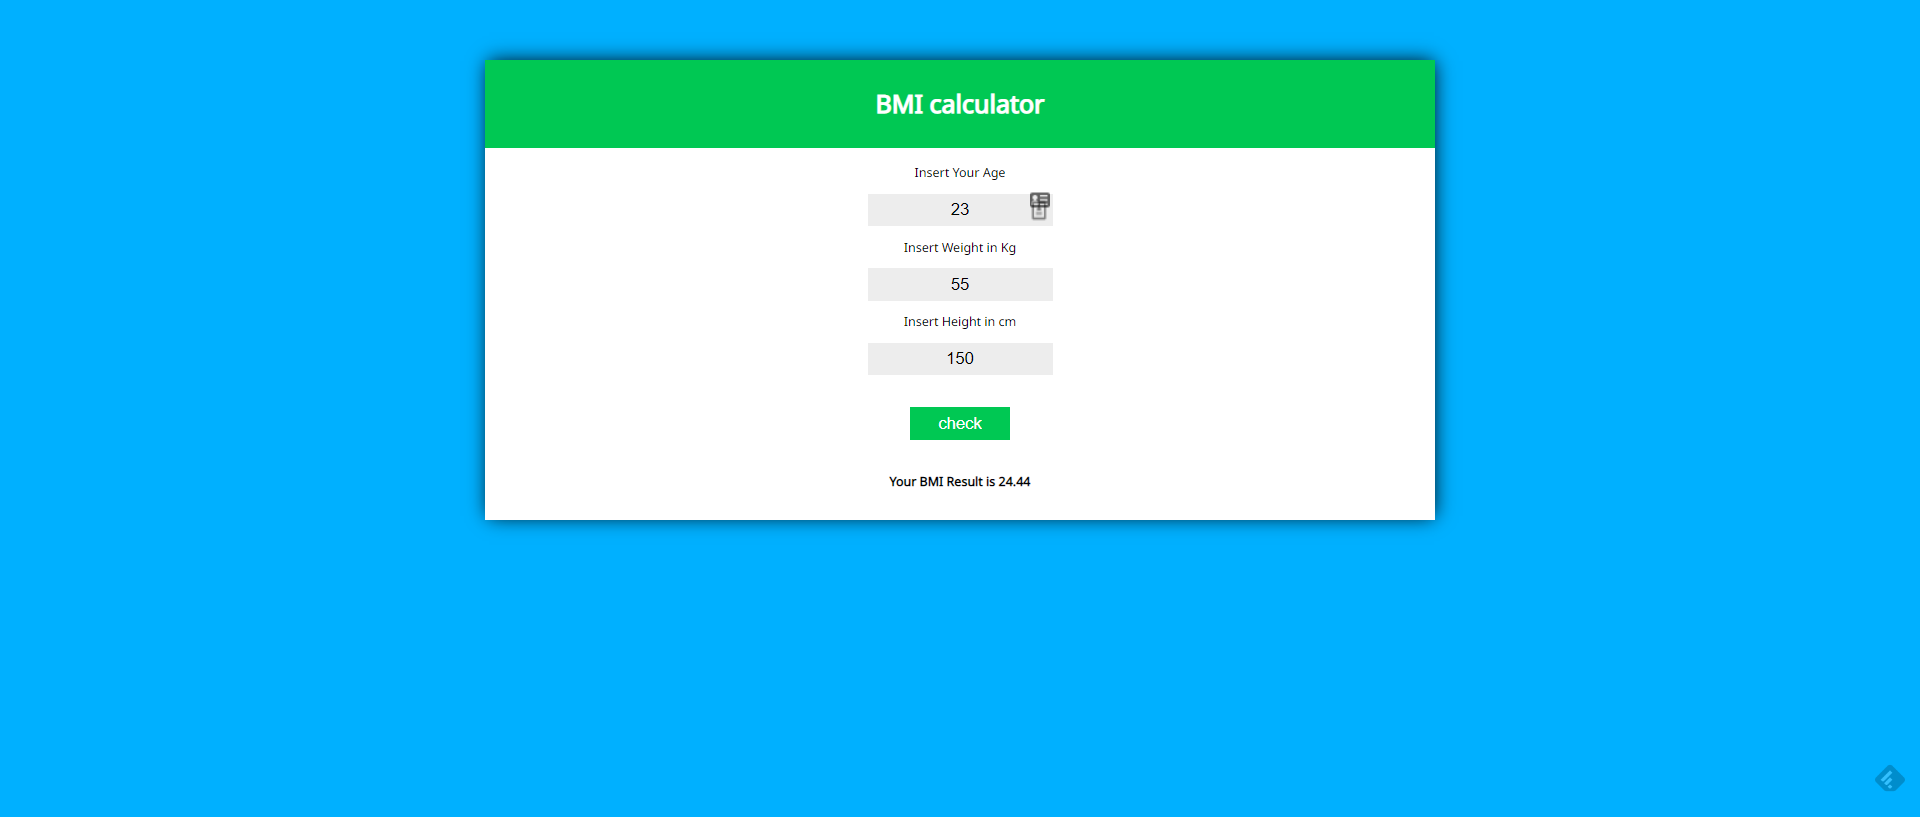 BMI calculator
Insert Your Age
23
Insert Weight in Kg
55
Insert Height in cm
150
check
Your BMI Result is 24.44